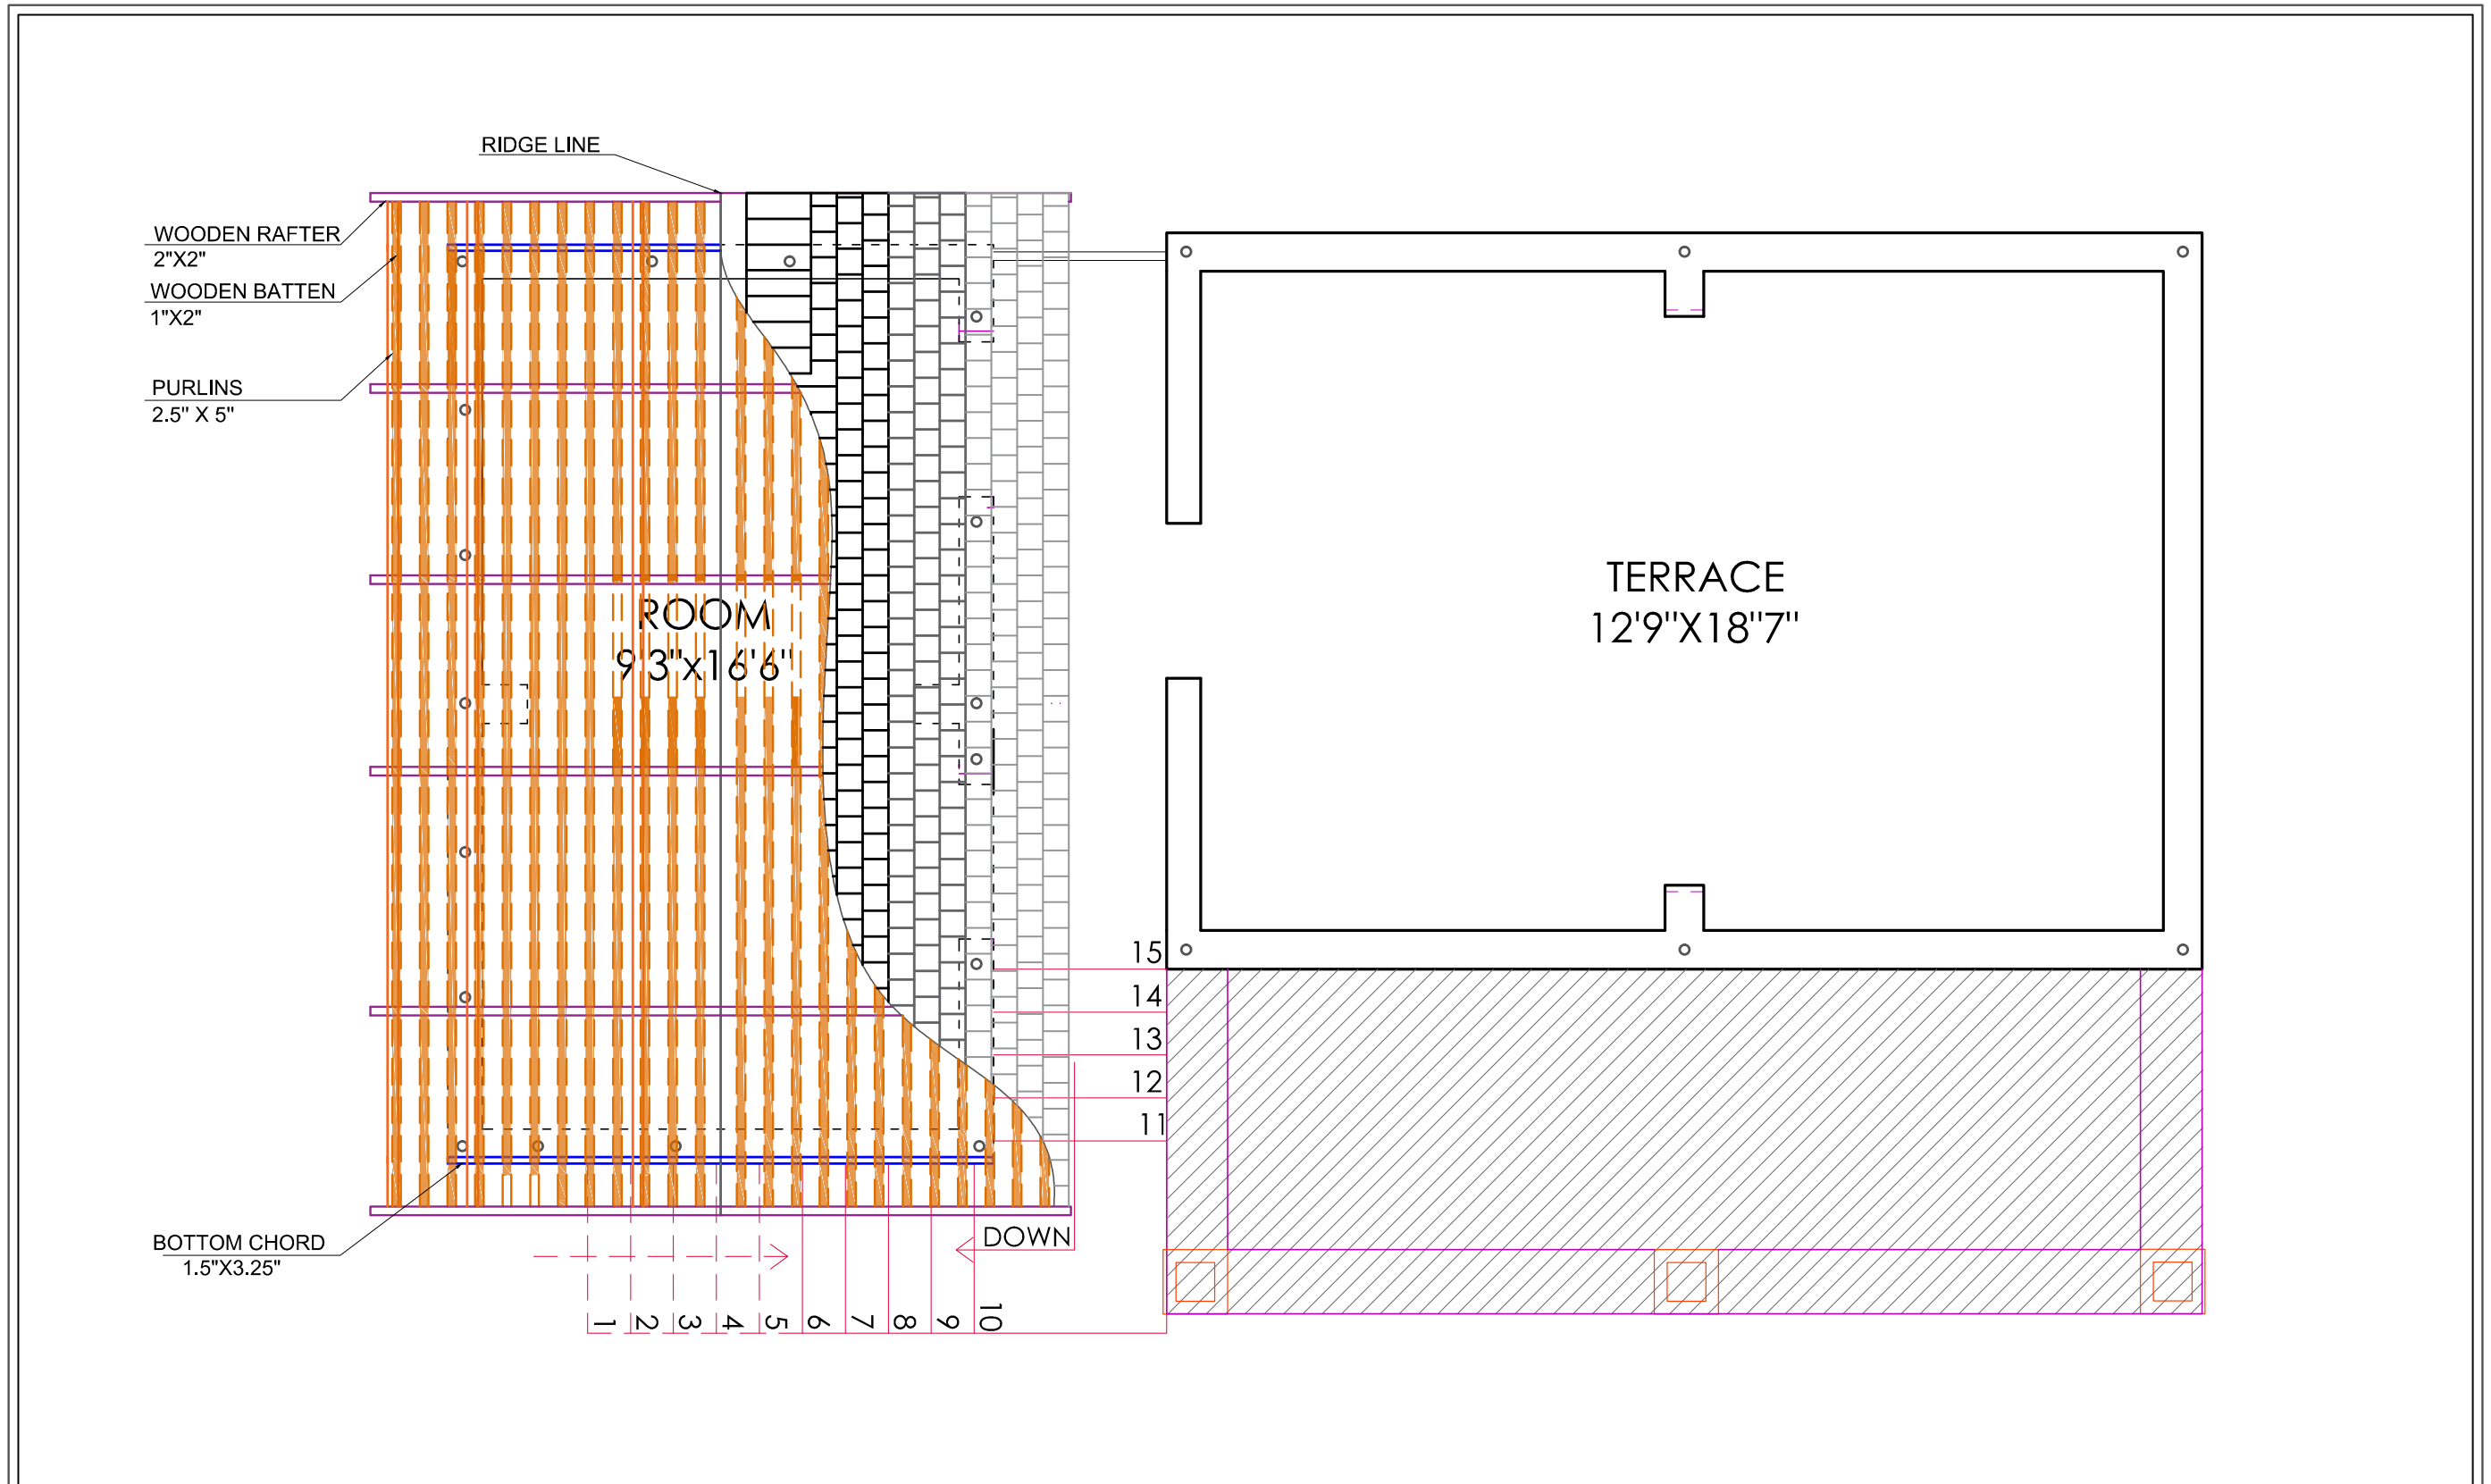 RIDGE LINE
WOODEN RAFTER
2"X2"
WOODEN BATTEN
1"X2"
PURLINS
2.5" X 5"
ROOM
9'3"x16'6"
TERRACE
12'9"X18"7"
15
14
13
12
11
DOWN
BOTTOM CHORD
1.5"X3.25"
1
2
3
4
5
6
7
8
9
10